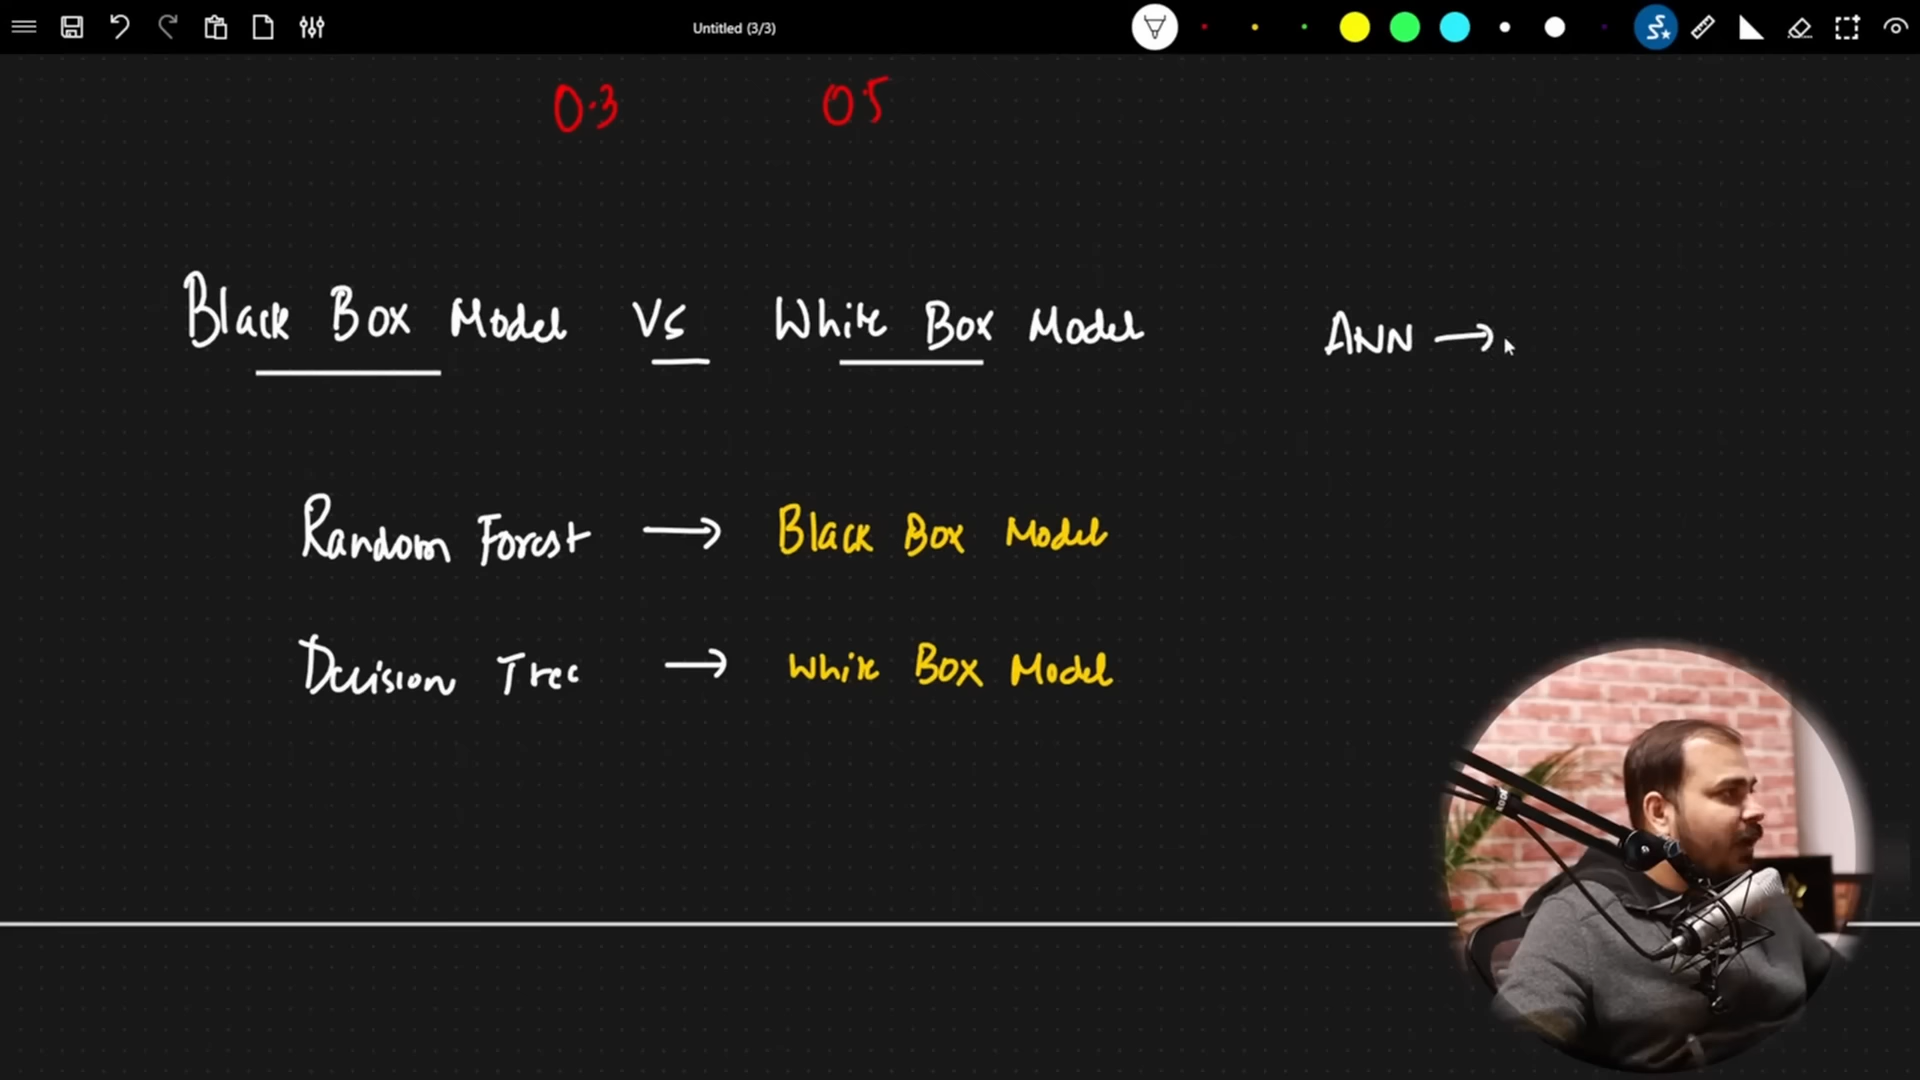 Untitled (3/3)
0.3 0.5
Black Box Model Vs White Box Model ANN →
Random Forest → Black Box Model
Decision Tree → White Box Model